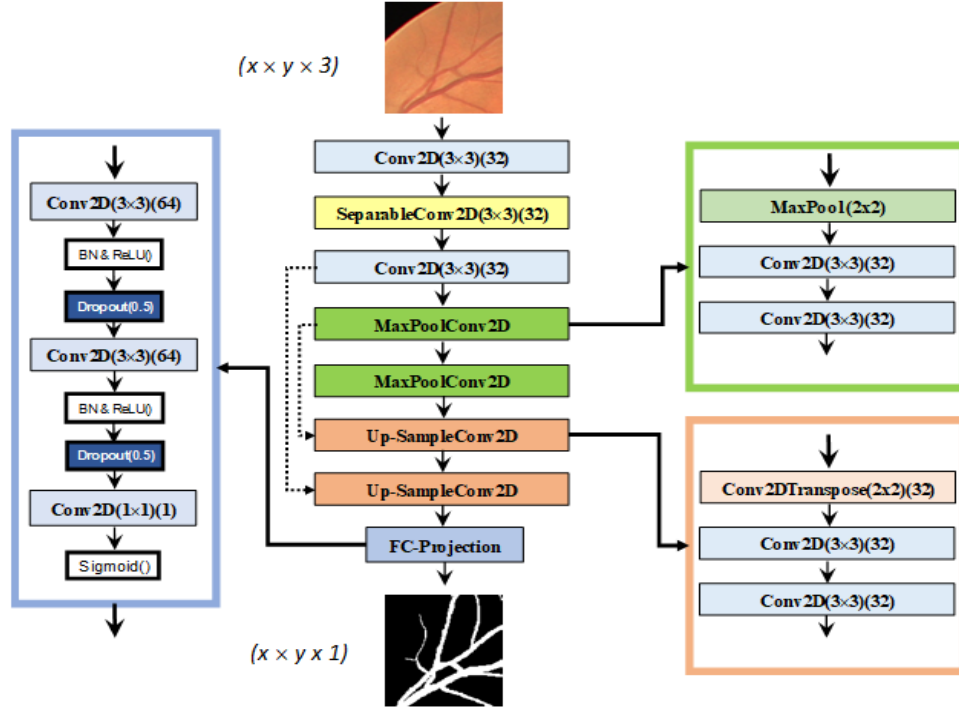 (x × y × 3)
Conv2D(3×3)(32)
SeparableConv2D(3×3)(32)
Conv2D(3×3)(32)
MaxPoolConv2D
MaxPoolConv2D
Up-SampleConv2D
Up-SampleConv2D
FC-Projection
(x × y x 1)
Conv2D(3×3)(64)
BN & ReLU()
Dropout(0.5)
Conv2D(3×3)(64)
BN & ReLU()
Dropout(0.5)
Conv2D(1×1)(1)
Sigmoid()
MaxPool(2x2)
Conv2D(3×3)(32)
Conv2D(3×3)(32)
Conv2DTranspose(2x2)(32)
Conv2D(3×3)(32)
Conv2D(3×3)(32)